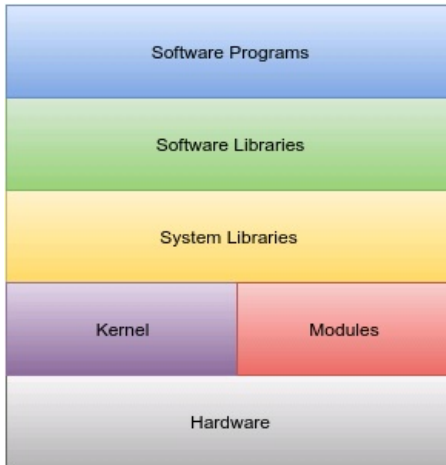 Software Programs
Software Libraries
System Libraries
Kernel
Modules
Hardware